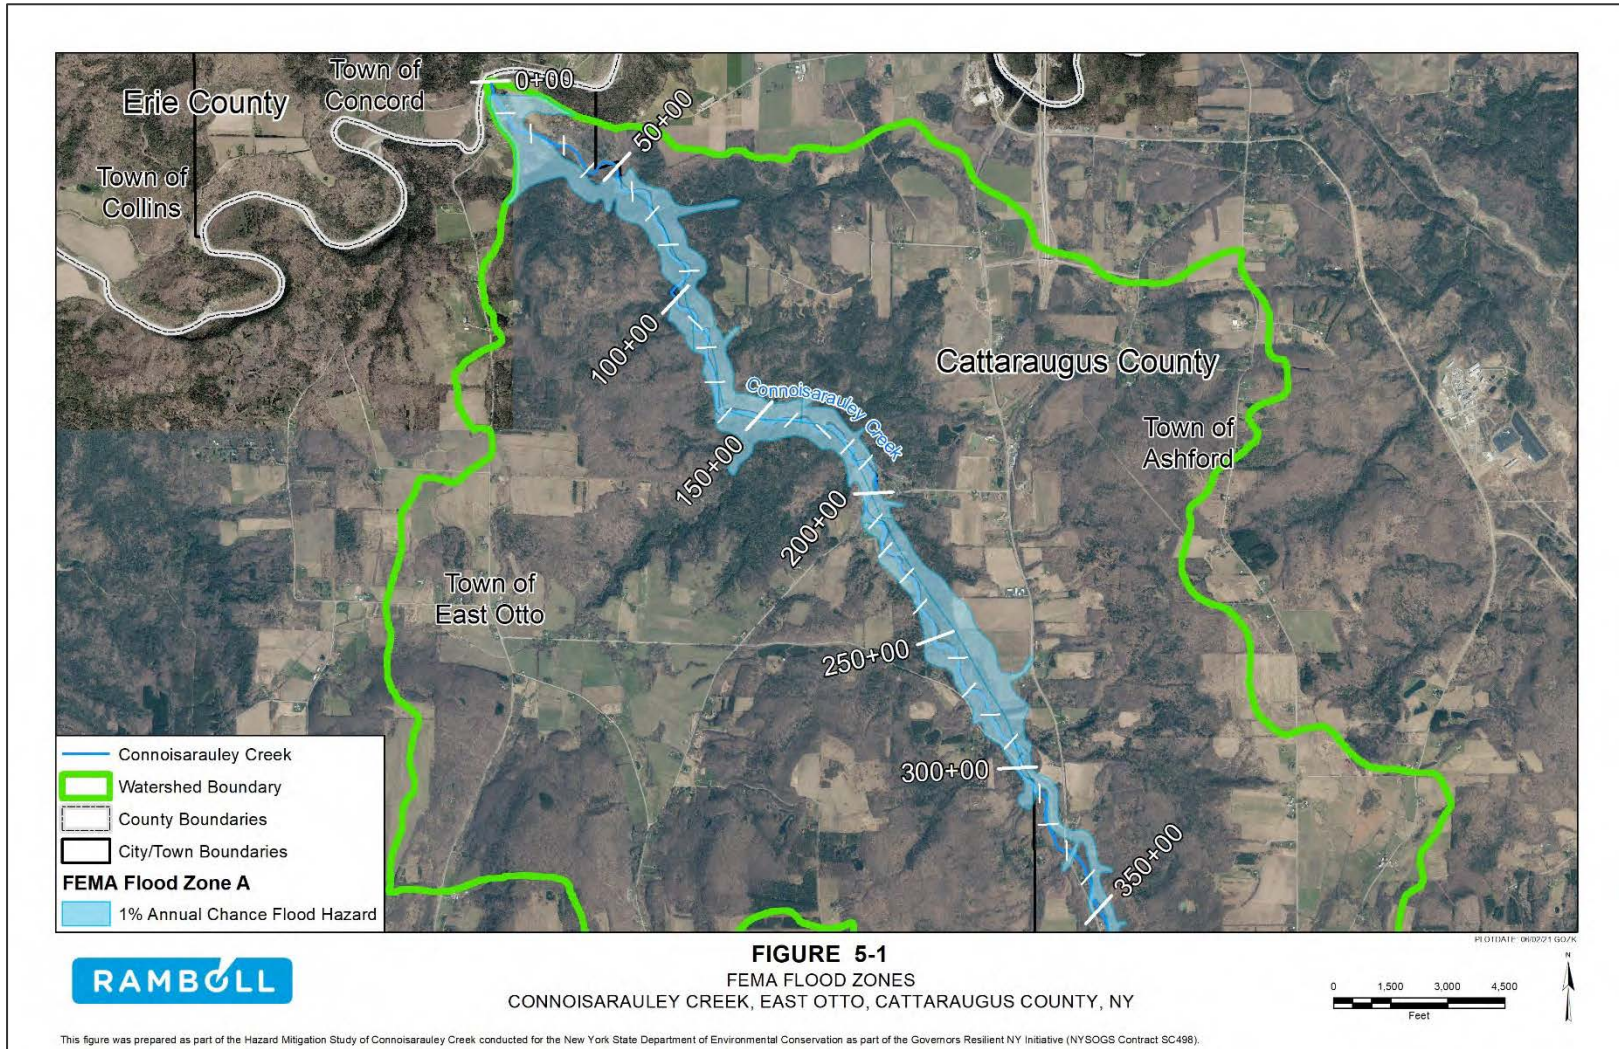 Town of
Concord
Erie County
0+00
50+00
Town of
Collins
100+00
Cattaraugus County
Connoisarauley Creek
Town of
Ashford
150+00
200+00
Town of
East Otto
250+00
300+00
350+00
Connoisarauley Creek
Watershed Boundary
County Boundaries
City/Town Boundaries
FEMA Flood Zone A
1% Annual Chance Flood Hazard
RAMBOLL
FIGURE 5-1
FEMA FLOOD ZONES
CONNOISARAULEY CREEK, EAST OTTO, CATTARAUGUS COUNTY, NY
N
0 1,500 3,000 4,500
Feet
This figure was prepared as part of the Hazard Mitigation Study of Connoisarauley Creek conducted for the New York State Department of Environmental Conservation as part of the Governors Resilient NY Initiative (NYSOGS Contract SC498).